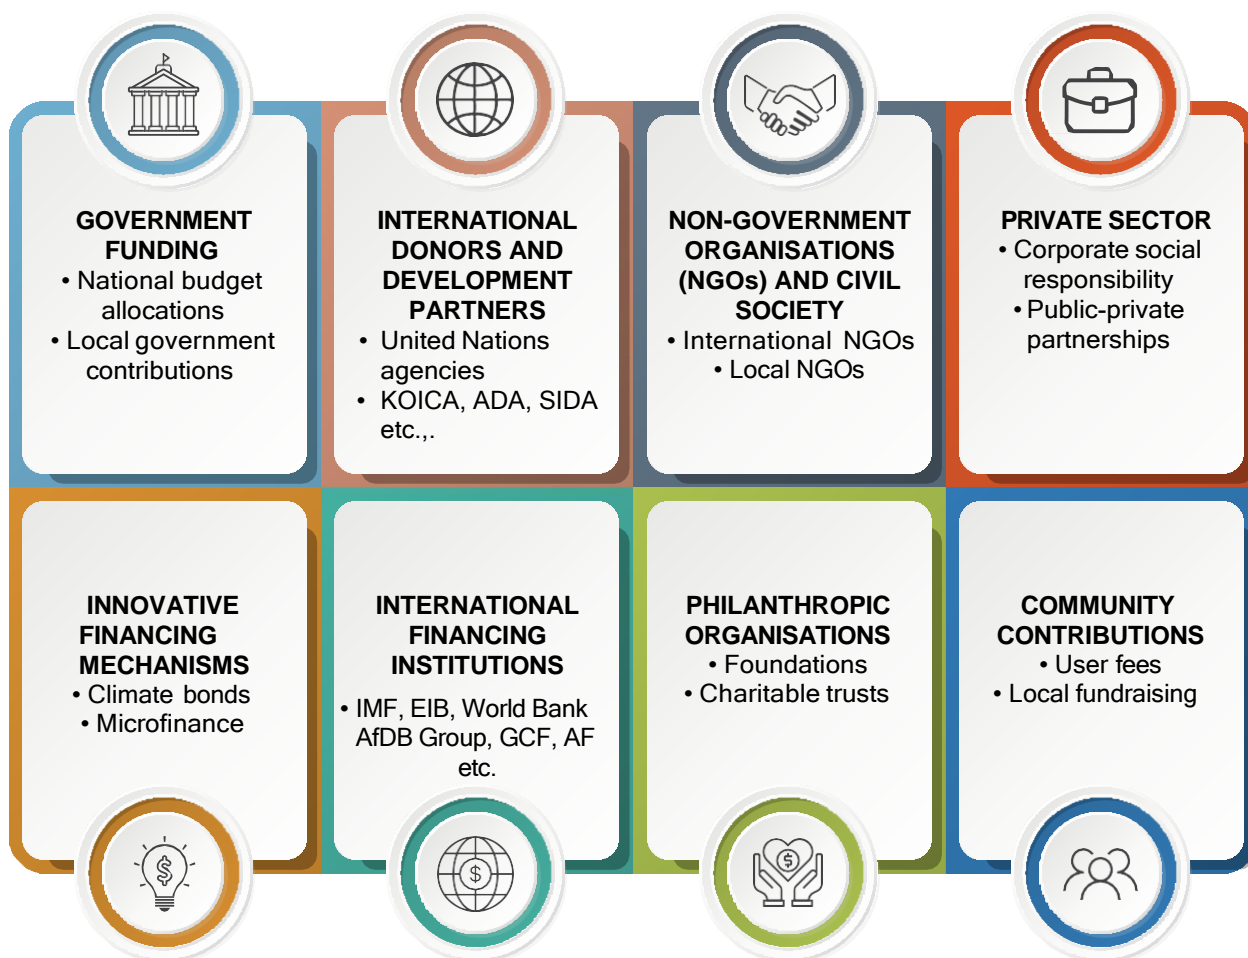 GOVERNMENT
FUNDING
• National budget
allocations
• Local government
contributions
INTERNATIONAL
DONORS AND
DEVELOPMENT
PARTNERS
• United Nations
agencies
• KOICA, ADA, SIDA
etc.,.
NON-GOVERNMENT
ORGANISATIONS
(NGOs) AND CIVIL
SOCIETY
• International NGOs
• Local NGOs
PRIVATE SECTOR
• Corporate social
responsibility
• Public-private
partnerships
INNOVATIVE
FINANCING
MECHANISMS
• Climate bonds
• Microfinance
$
INTERNATIONAL
FINANCING
INSTITUTIONS
• IMF, EIB, World Bank
AfDB Group, GCF, AF
etc.
$
PHILANTHROPIC
ORGANISATIONS
• Foundations
• Charitable trusts
$
COMMUNITY
CONTRIBUTIONS
• User fees
• Local fundraising